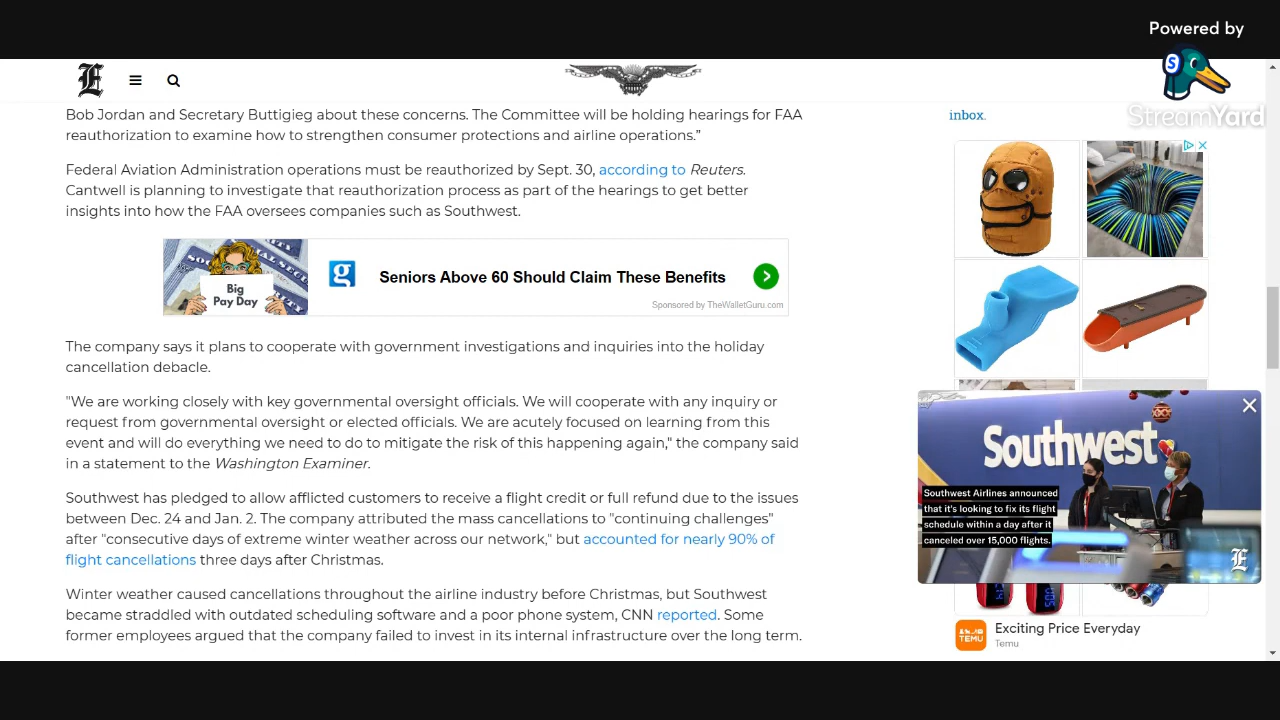 Powered by
StreamYard
Bob Jordan and Secretary Buttigieg about these concerns. The Committee will be holding hearings for FAA
reauthorization to examine how to strengthen consumer protections and airline operations.”
Federal Aviation Administration operations must be reauthorized by Sept. 30, according to Reuters.
Cantwell is planning to investigate that reauthorization process as part of the hearings to get better
insights into how the FAA oversees companies such as Southwest.
Big
Pay Day
g
Seniors Above 60 Should Claim These Benefits
Sponsored by TheWalletGuru.com
The company says it plans to cooperate with government investigations and inquiries into the holiday
cancellation debacle.
"We are working closely with key governmental oversight officials. We will cooperate with any inquiry or
request from governmental oversight or elected officials. We are acutely focused on learning from this
event and will do everything we need to do to mitigate the risk of this happening again," the company said
in a statement to the Washington Examiner.
Southwest has pledged to allow afflicted customers to receive a flight credit or full refund due to the issues
between Dec. 24 and Jan. 2. The company attributed the mass cancellations to "continuing challenges"
after "consecutive days of extreme winter weather across our network," but accounted for nearly 90% of
flight cancellations three days after Christmas.
Winter weather caused cancellations throughout the airline industry before Christmas, but Southwest
became straddled with outdated scheduling software and a poor phone system, CNN reported. Some
former employees argued that the company failed to invest in its internal infrastructure over the long term.
inbox.
Southwest
Southwest Airlines announced
that it's looking to fix its flight
schedule within a day after it
canceled over 15,000 flights.
TEMU
Exciting Price Everyday
Temu